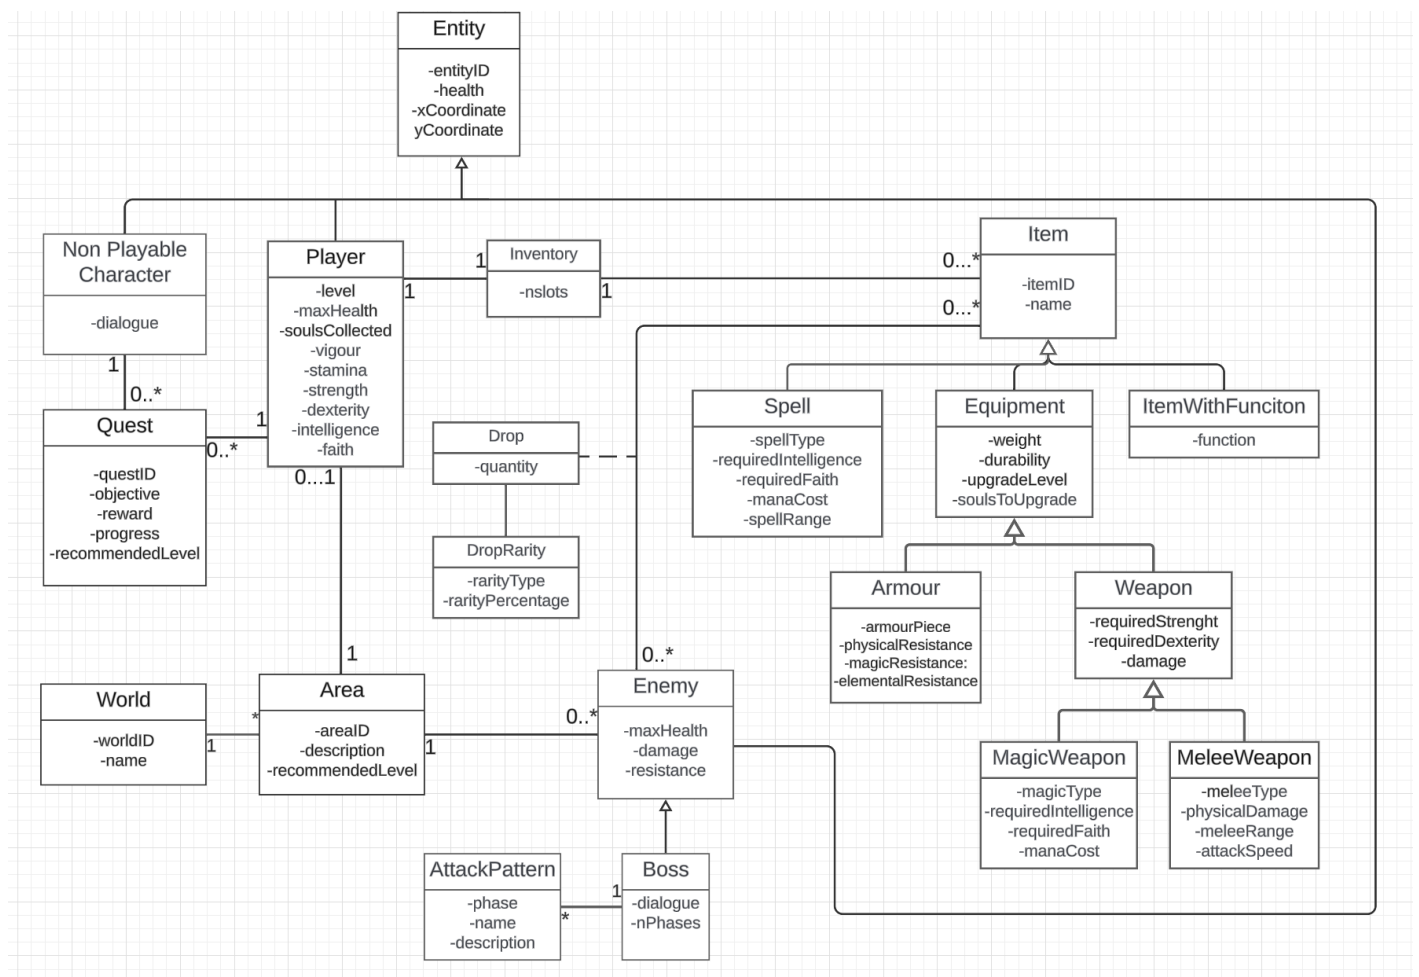 Entity
-entityID
-health
-xCoordinate
yCoordinate
Non Playable
Character
-dialogue
1
0..*
Quest
-questID
-objective
-reward
-progress
-recommendedLevel
0..*
1
Player
-level
-maxHealth
-soulsCollected
-vigour
-stamina
-strength
-dexterity
-intelligence
-faith
1
1
0...1
1
Inventory
-nslots
1
0...*
0...*
Item
-itemID
-name
Spell
-spellType
-requiredIntelligence
-requiredFaith
-manaCost
-spellRange
Equipment
-weight
-durability
-upgradeLevel
-soulsToUpgrade
ItemWithFunciton
-function
Drop
-quantity
DropRarity
-rarityType
-rarityPercentage
Armour
-armourPiece
-physicalResistance
-magicResistance:
-elementalResistance
Weapon
-requiredStrenght
-requiredDexterity
-damage
World
-worldID
-name
1
*
Area
-areaID
-description
-recommendedLevel
1
0..*
0..*
Enemy
-maxHealth
-damage
-resistance
MagicWeapon
-magicType
-requiredIntelligence
-requiredFaith
-manaCost
MeleeWeapon
-meleeType
-physicalDamage
-meleeRange
-attackSpeed
AttackPattern
-phase
-name
-description
*
1
Boss
-dialogue
-nPhases